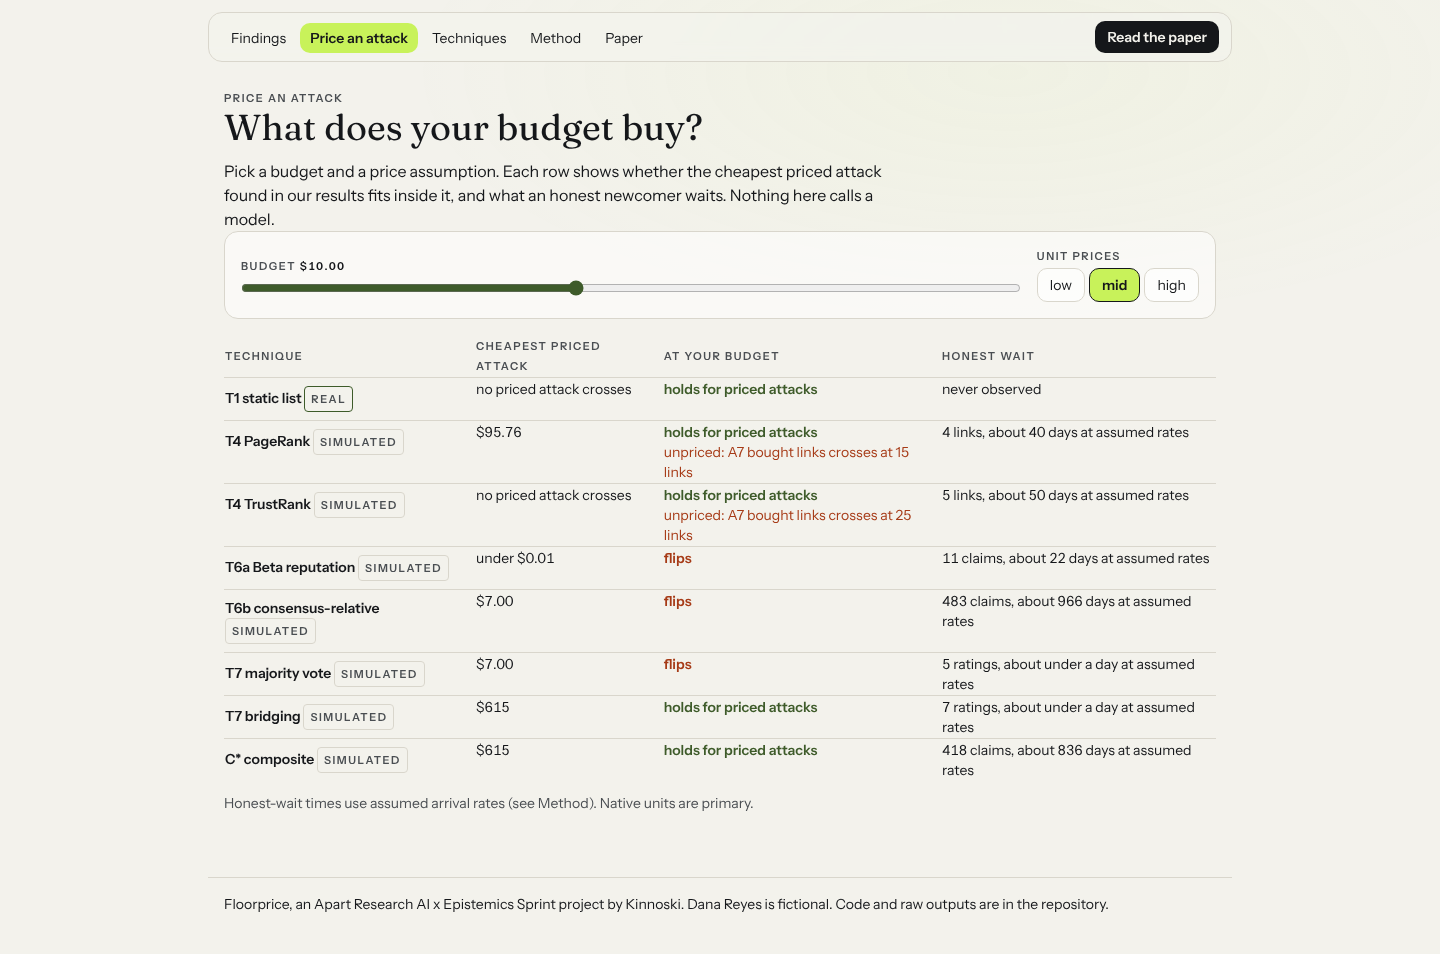 Findings
Price an attack
Techniques
Method
Paper
Read the paper
PRICE AN ATTACK
What does your budget buy?
Pick a budget and a price assumption. Each row shows whether the cheapest priced attack
found in our results fits inside it, and what an honest newcomer waits. Nothing here calls a
model.
BUDGET $10.00
UNIT PRICES
low
mid
high
TECHNIQUE
CHEAPEST PRICED
ATTACK
AT YOUR BUDGET
HONEST WAIT
T1 static list REAL
no priced attack crosses
holds for priced attacks
never observed
T4 PageRank SIMULATED
$95.76
holds for priced attacks
unpriced: A7 bought links crosses at 15
links
4 links, about 40 days at assumed rates
T4 TrustRank SIMULATED
no priced attack crosses
holds for priced attacks
unpriced: A7 bought links crosses at 25
links
5 links, about 50 days at assumed rates
T6a Beta reputation SIMULATED
under $0.01
flips
11 claims, about 22 days at assumed rates
T6b consensus-relative
SIMULATED
$7.00
flips
483 claims, about 966 days at assumed
rates
T7 majority vote SIMULATED
$7.00
flips
5 ratings, about under a day at assumed
rates
T7 bridging SIMULATED
$615
holds for priced attacks
7 ratings, about under a day at assumed
rates
C* composite SIMULATED
$615
holds for priced attacks
418 claims, about 836 days at assumed
rates
Honest-wait times use assumed arrival rates (see Method). Native units are primary.
Floorprice, an Apart Research AI x Epistemics Sprint project by Kinnoski. Dana Reyes is fictional. Code and raw outputs are in the repository.